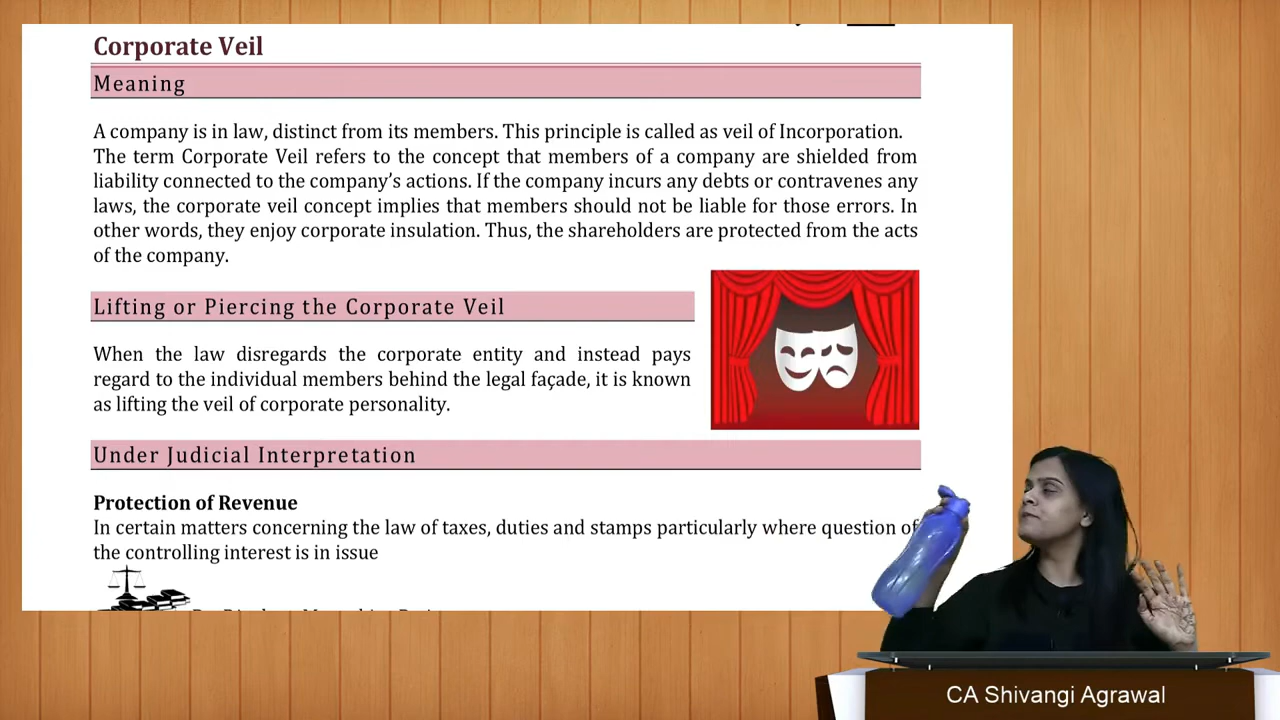 Corporate Veil
Meaning
A company is in law, distinct from its members. This principle is called as veil of Incorporation.
The term Corporate Veil refers to the concept that members of a company are shielded from
liability connected to the company's actions. If the company incurs any debts or contravenes any
laws, the corporate veil concept implies that members should not be liable for those errors. In
other words, they enjoy corporate insulation. Thus, the shareholders are protected from the acts
of the company.
Lifting or Piercing the Corporate Veil
When the law disregards the corporate entity and instead pays
regard to the individual members behind the legal façade, it is known
as lifting the veil of corporate personality.
Under Judicial Interpretation
Protection of Revenue
In certain matters concerning the law of taxes, duties and stamps particularly where question of
the controlling interest is in issue
CA Shivangi Agrawal